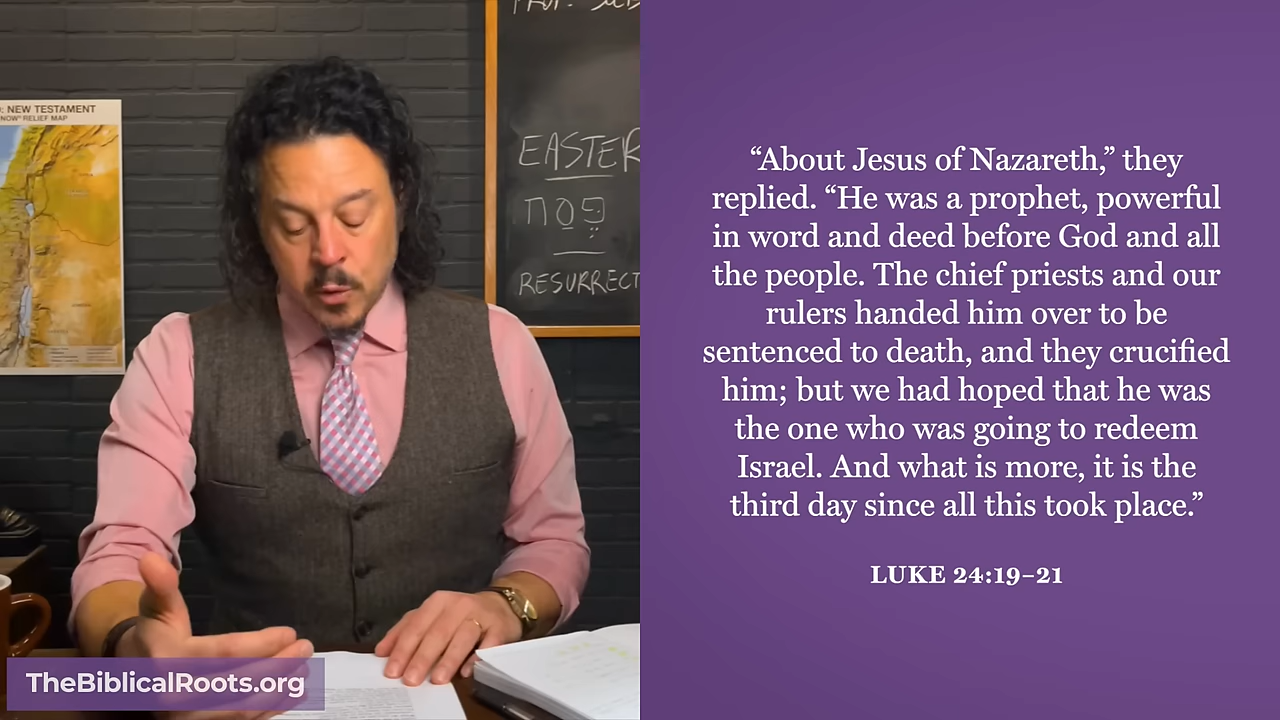 : NEW TESTAMENT
NOW" RELIEF MAP
EASTER
פֶּסַח
RESURRECT
TheBiblicalRoots.org
“About Jesus of Nazareth,” they
replied. “He was a prophet, powerful
in word and deed before God and all
the people. The chief priests and our
rulers handed him over to be
sentenced to death, and they crucified
him; but we had hoped that he was
the one who was going to redeem
Israel. And what is more, it is the
third day since all this took place.”
LUKE 24:19–21